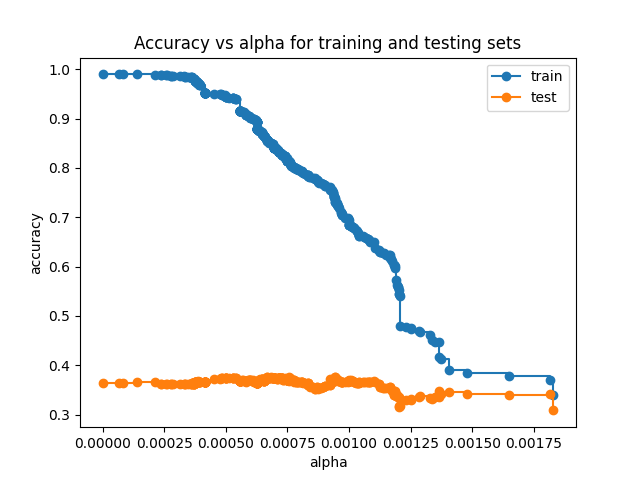 Accuracy vs alpha for training and testing sets
train
test
accuracy
1.0
0.9
0.8
0.7
0.6
0.5
0.4
0.3
0.00000 0.00025 0.00050 0.00075 0.00100 0.00125 0.00150 0.00175
alpha